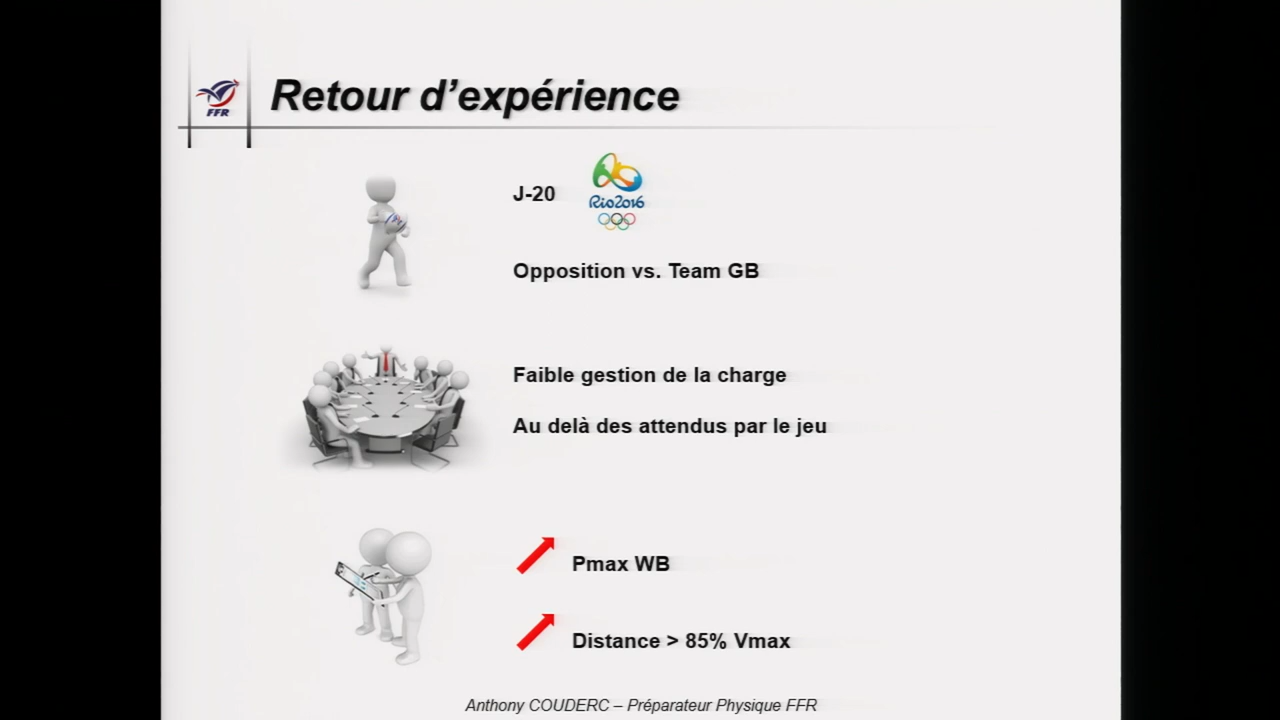 FFR
Retour d'expérience
J-20
Rio2016
Opposition vs. Team GB
Faible gestion de la charge
Au delà des attendus par le jeu
Pmax WB
Distance > 85% Vmax
Anthony COUDERC – Préparateur Physique FFR